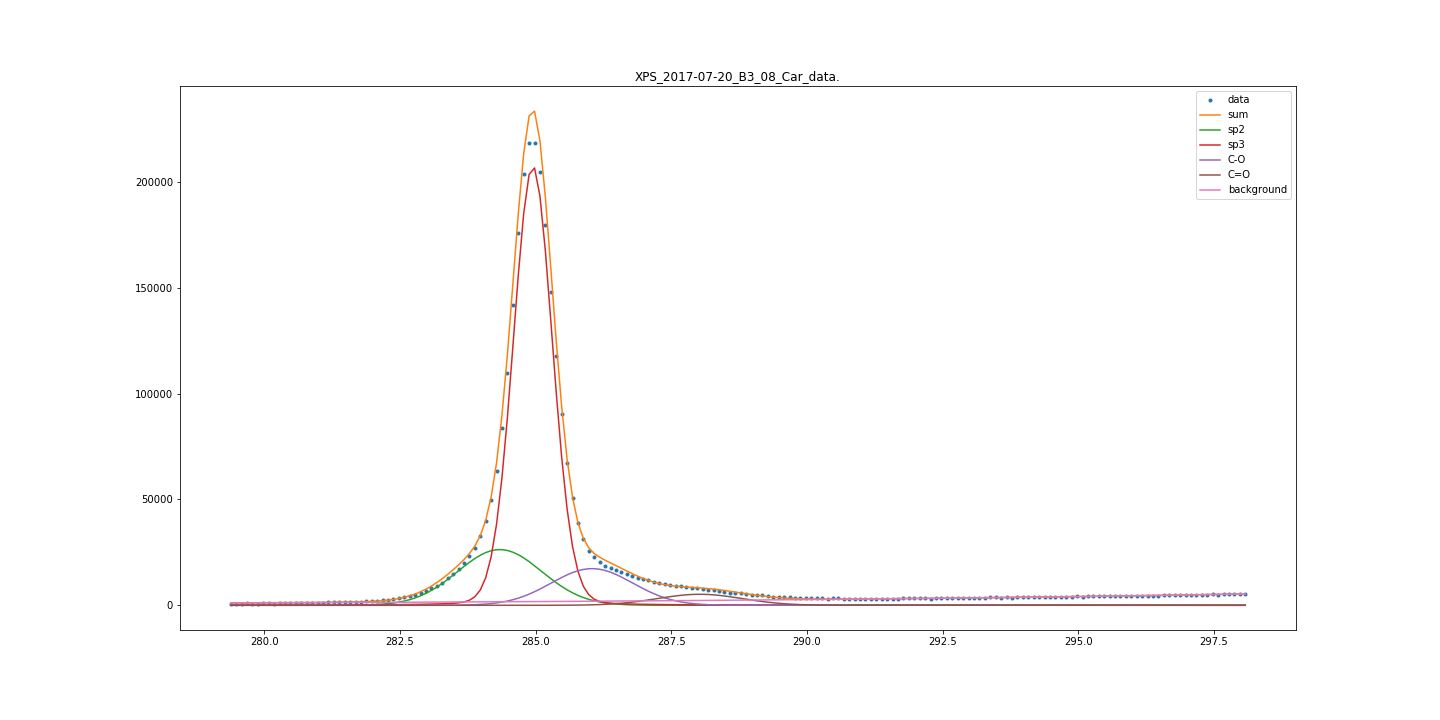 XPS_2017-07-20_B3_08_Car_data.
data
sum
sp2
sp3
C-O
C=O
background
200000
150000
100000
50000
0
280.0 282.5 285.0 287.5 290.0 292.5 295.0 297.5